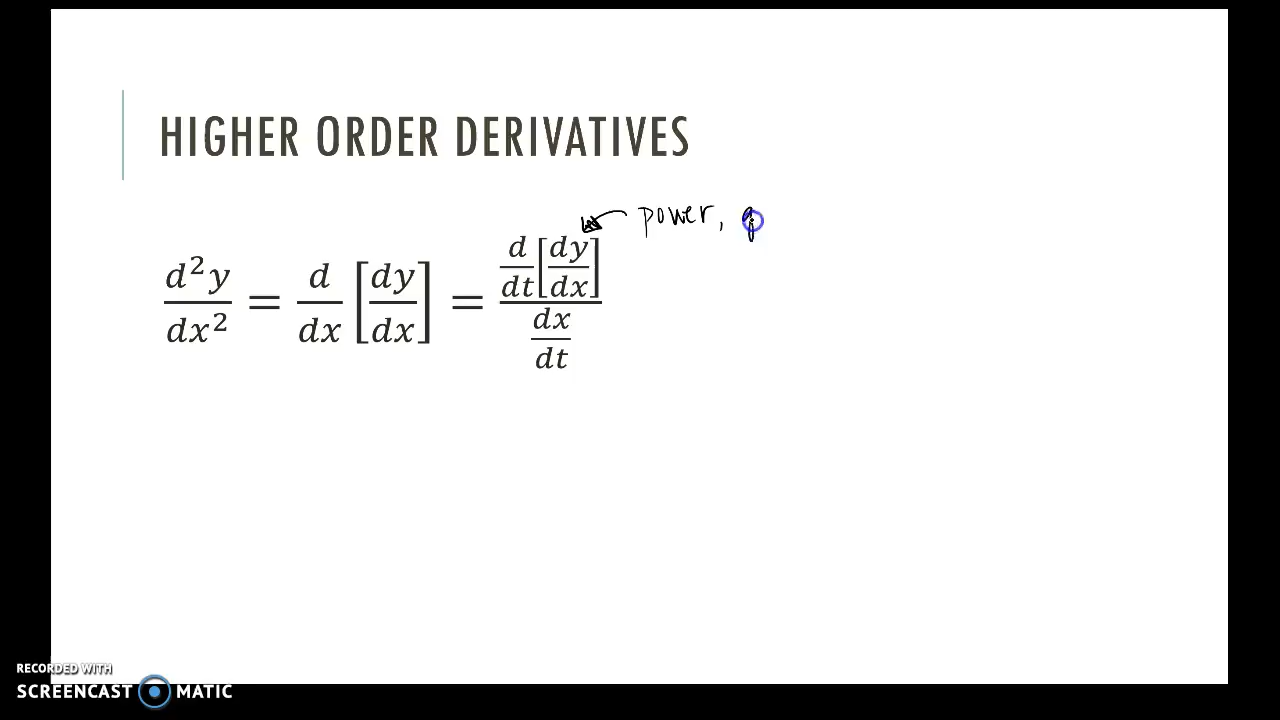 HIGHER ORDER DERIVATIVES
power, q
d²y/dx² = d/dx [dy/dx] = d/dt[dy/dx] / dx/dt
RECORDED WITH
SCREENCAST MATIC